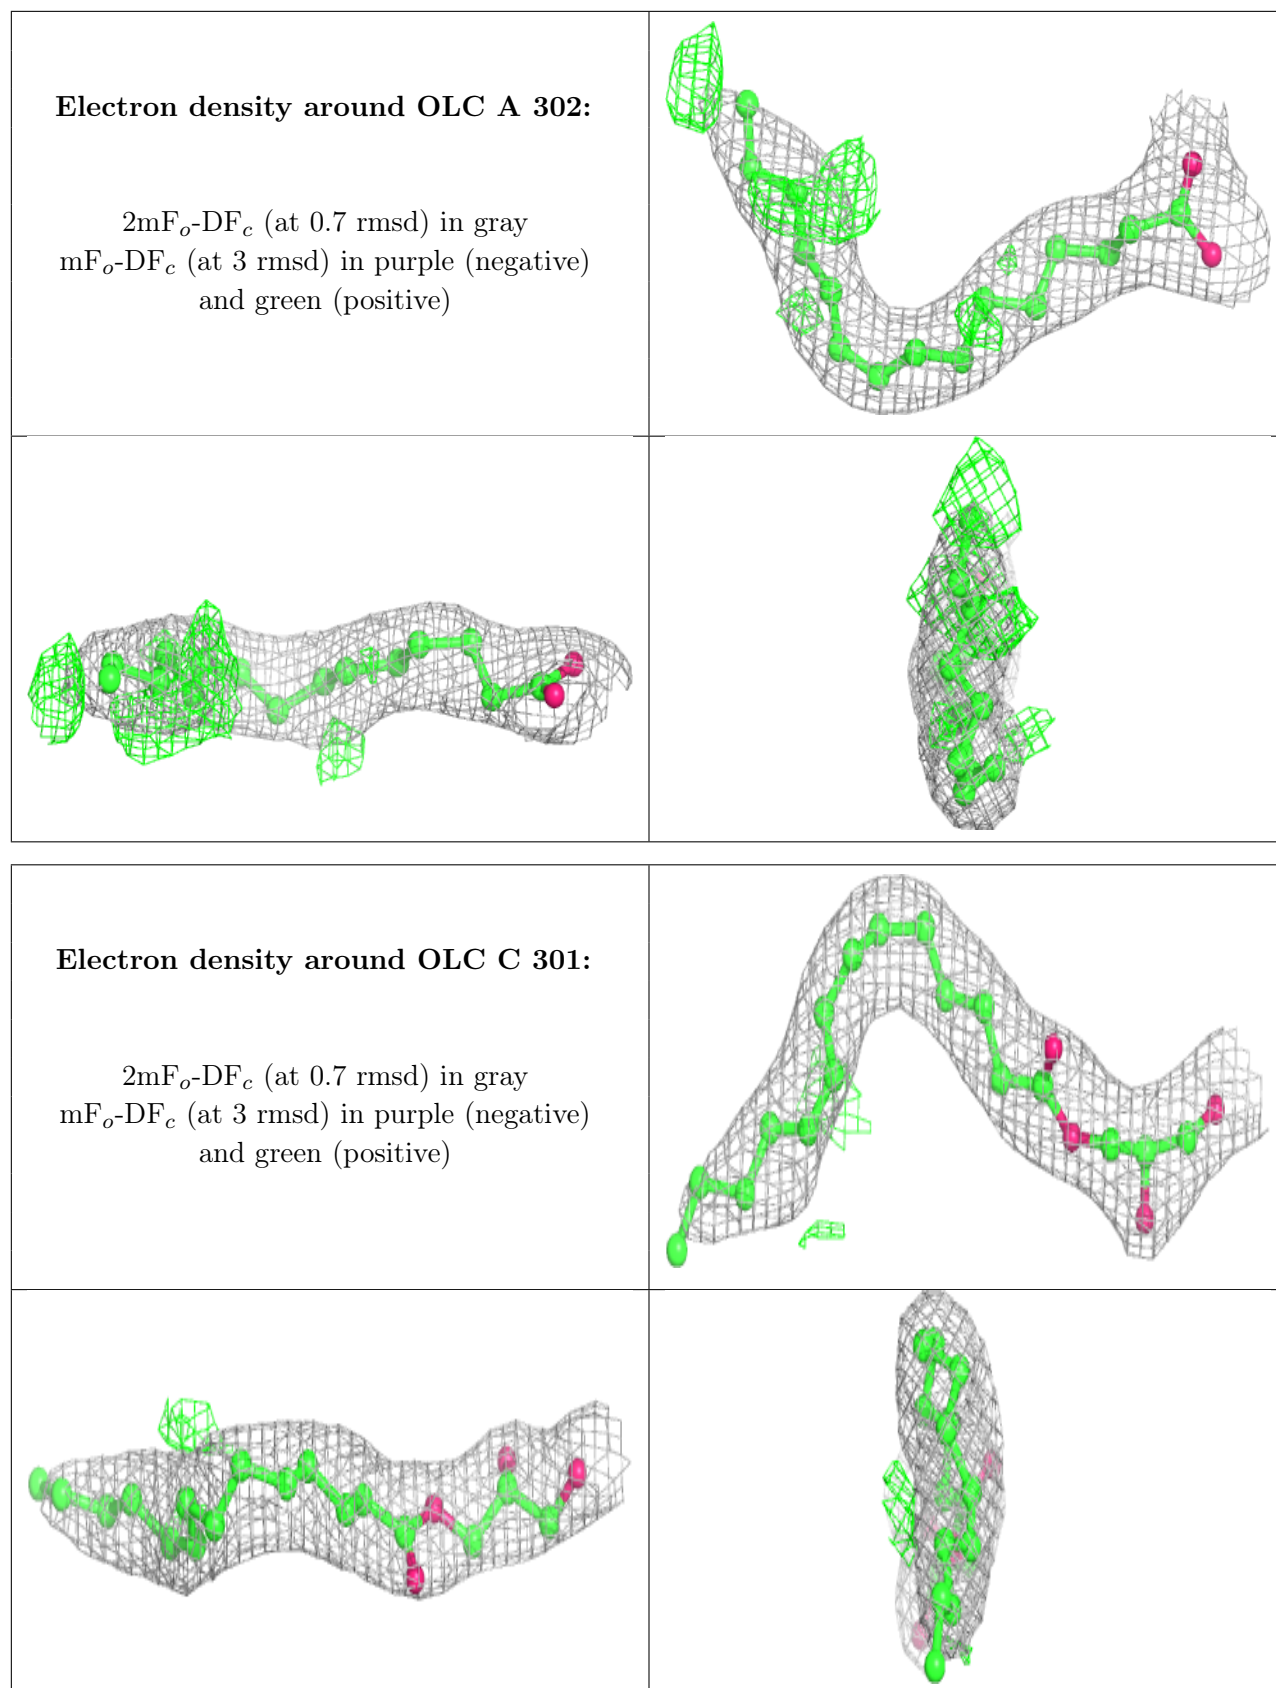 Electron density around OLC A 302:
2mFₒ-DF𝒸 (at 0.7 rmsd) in gray
mFₒ-DF𝒸 (at 3 rmsd) in purple (negative)
and green (positive)
Electron density around OLC C 301:
2mFₒ-DF𝒸 (at 0.7 rmsd) in gray
mFₒ-DF𝒸 (at 3 rmsd) in purple (negative)
and green (positive)